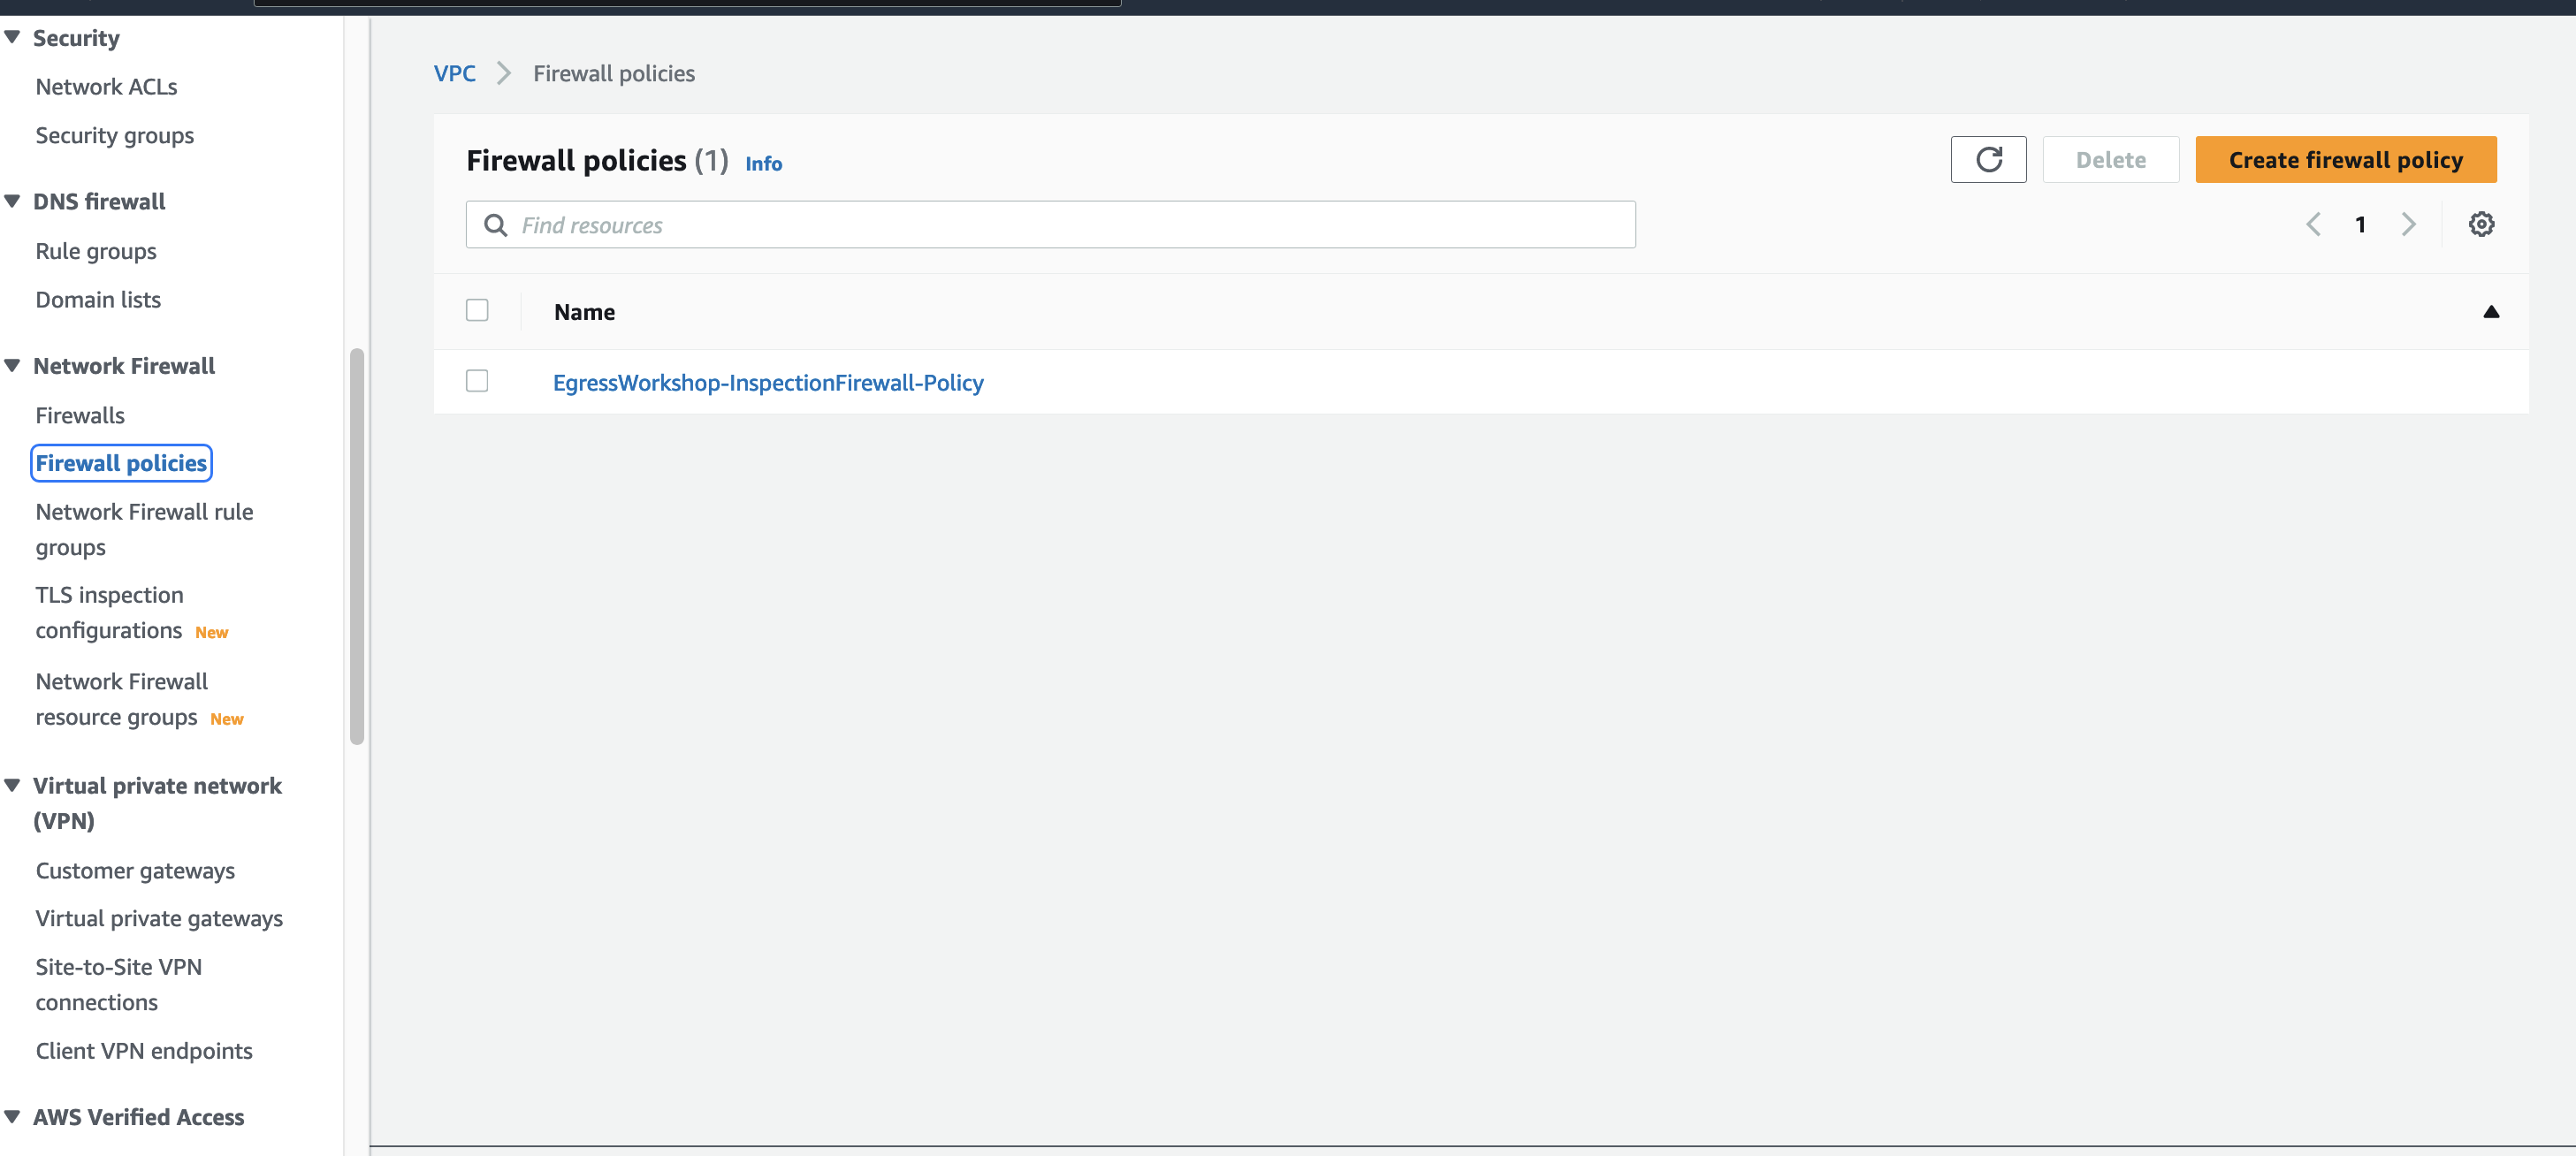 Security
Network ACLs
Security groups
DNS firewall
Rule groups
Domain lists
Network Firewall
Firewalls
Firewall policies
Network Firewall rule
groups
TLS inspection
configurations New
Network Firewall
resource groups New
Virtual private network
(VPN)
Customer gateways
Virtual private gateways
Site-to-Site VPN
connections
Client VPN endpoints
AWS Verified Access
VPC > Firewall policies
Firewall policies (1) Info
Delete
Create firewall policy
Find resources
1
Name
EgressWorkshop-InspectionFirewall-Policy